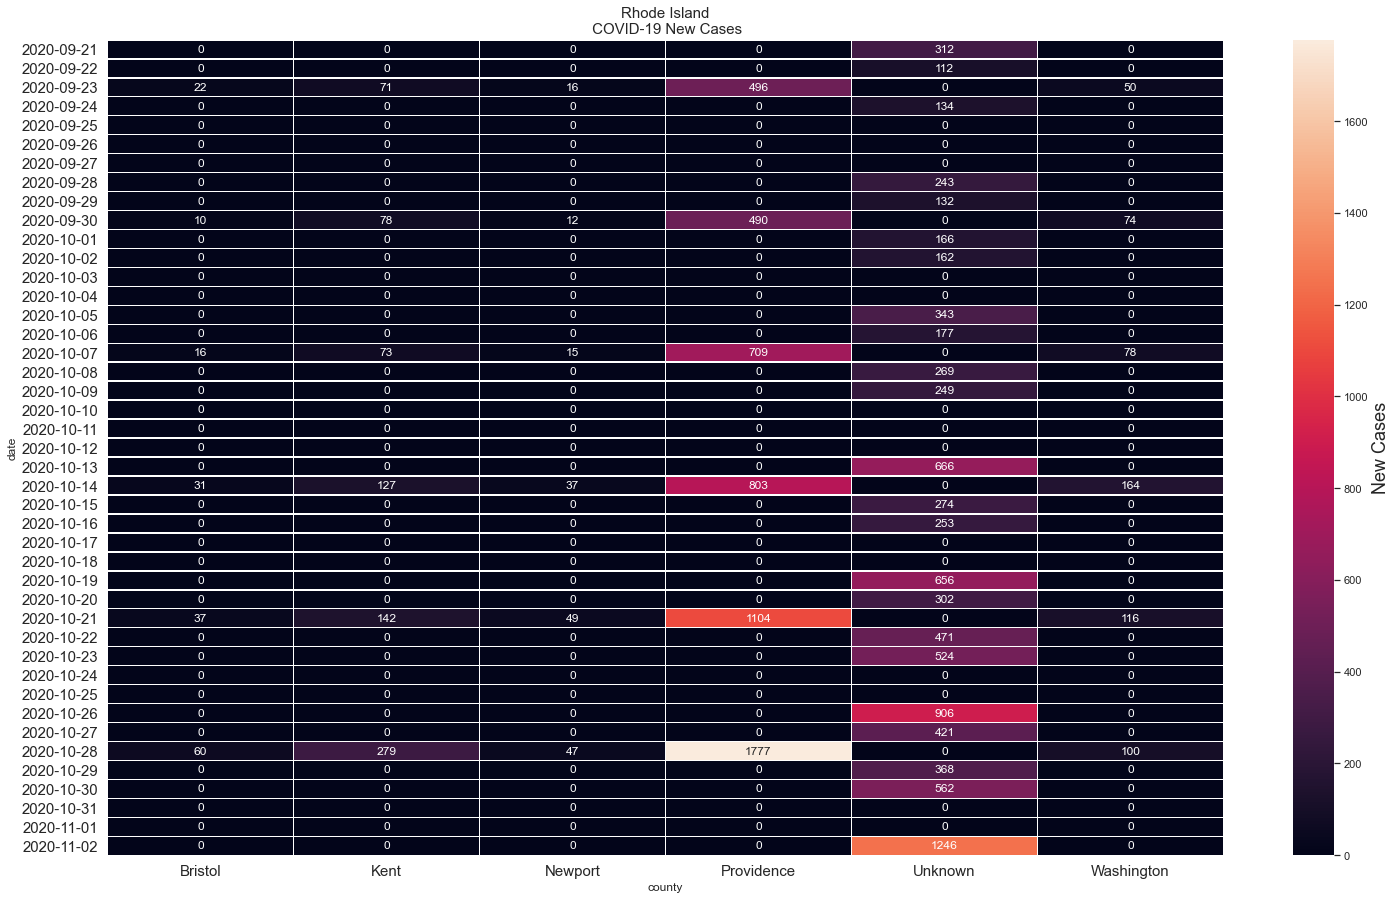 Rhode Island
COVID-19 New Cases
2020-09-21 0 0 0 0 312 0
2020-09-22 0 0 0 0 112 0
2020-09-23 22 71 16 496 0 50
2020-09-24 0 0 0 0 134 0
2020-09-25 0 0 0 0 0 0
2020-09-26 0 0 0 0 0 0
2020-09-27 0 0 0 0 0 0
2020-09-28 0 0 0 0 243 0
2020-09-29 0 0 0 0 132 0
2020-09-30 10 78 12 490 0 74
2020-10-01 0 0 0 0 166 0
2020-10-02 0 0 0 0 162 0
2020-10-03 0 0 0 0 0 0
2020-10-04 0 0 0 0 0 0
2020-10-05 0 0 0 0 343 0
2020-10-06 0 0 0 0 177 0
2020-10-07 16 73 15 709 0 78
2020-10-08 0 0 0 0 269 0
2020-10-09 0 0 0 0 249 0
2020-10-10 0 0 0 0 0 0
2020-10-11 0 0 0 0 0 0
2020-10-12 0 0 0 0 0 0
2020-10-13 0 0 0 0 666 0
2020-10-14 31 127 37 803 0 164
2020-10-15 0 0 0 0 274 0
2020-10-16 0 0 0 0 253 0
2020-10-17 0 0 0 0 0 0
2020-10-18 0 0 0 0 0 0
2020-10-19 0 0 0 0 656 0
2020-10-20 0 0 0 0 302 0
2020-10-21 37 142 49 1104 0 116
2020-10-22 0 0 0 0 471 0
2020-10-23 0 0 0 0 524 0
2020-10-24 0 0 0 0 0 0
2020-10-25 0 0 0 0 0 0
2020-10-26 0 0 0 0 906 0
2020-10-27 0 0 0 0 421 0
2020-10-28 60 279 47 1777 0 100
2020-10-29 0 0 0 0 368 0
2020-10-30 0 0 0 0 562 0
2020-10-31 0 0 0 0 0 0
2020-11-01 0 0 0 0 0 0
2020-11-02 0 0 0 0 1246 0
Bristol Kent Newport Providence Unknown Washington
county
date
1600
1400
1200
1000
800
600
400
200
0
New Cases